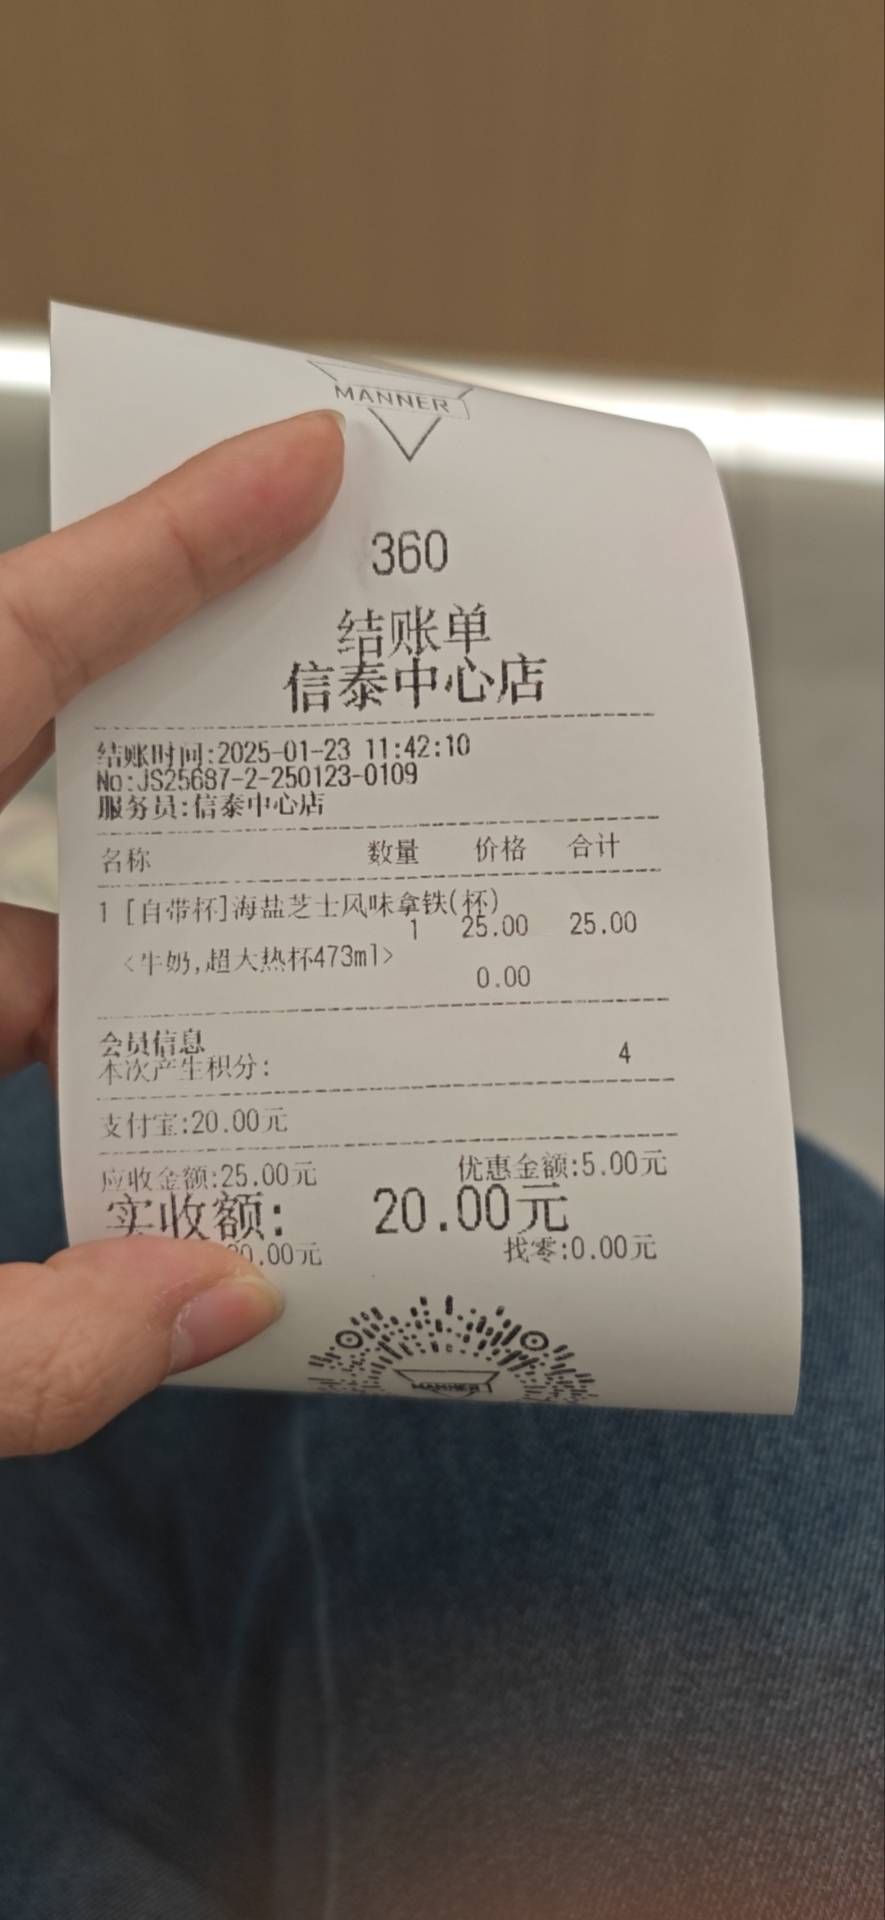 MANNER
360
结账单
信泰中心店
结账时间:2025-01-23 11:42:10
No:JS25687-2-250123-0109
服务员:信泰中心店
名称 数量 价格 合计
1 [自带杯]海盐芝士风味拿铁(杯)
1 25.00 25.00
<牛奶,超大热杯473ml>
0.00
会员信息
本次产生积分: 4
支付宝:20.00元
应收金额:25.00元 优惠金额:5.00元
实收额: 20.00元
20.00元 找零:0.00元
MANNER